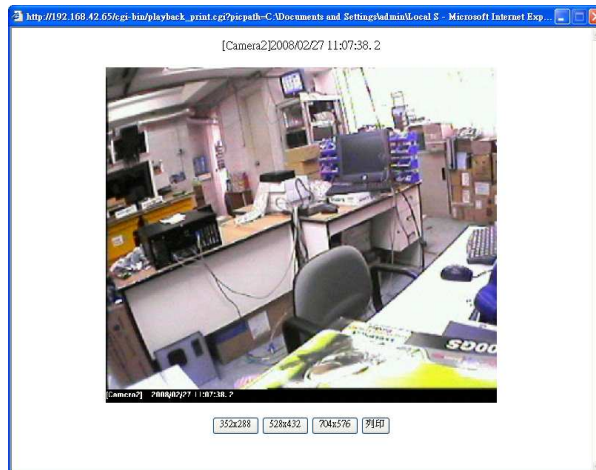 http://192.168.42.65/cgi-bin/playback_print.cgi?picpath=C:\Documents and Settings\admin\Local S - Microsoft Internet Exp...
[Camera2]2008/02/27 11:07:38. 2
[Camera2] 2008/02/27 11:07:38. 2
352x288
528x432
704x576
列印